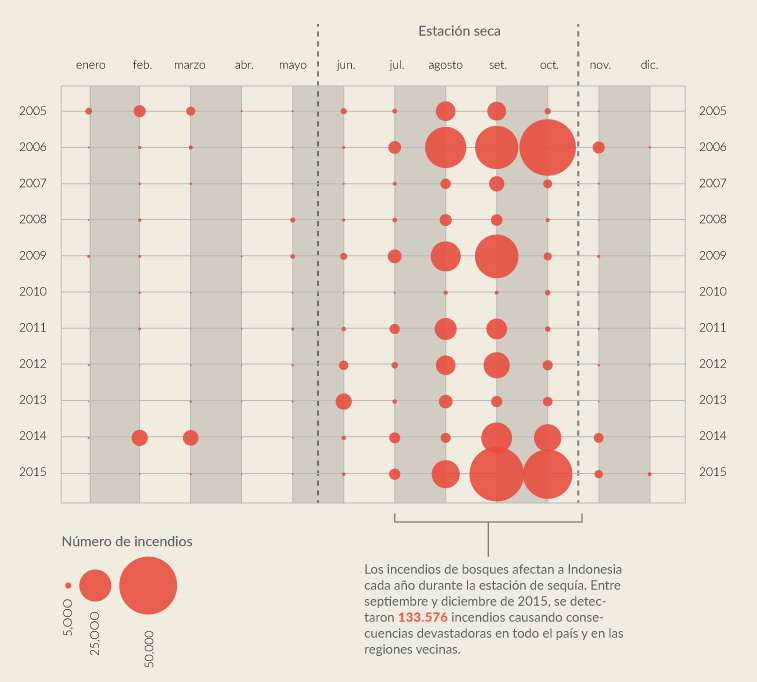 Estación seca
enero feb. marzo abr. mayo jun. jul. agosto set. oct. nov. dic.
2005 2005
2006 2006
2007 2007
2008 2008
2009 2009
2010 2010
2011 2011
2012 2012
2013 2013
2014 2014
2015 2015
Número de incendios
5,000
25,000
50,000
Los incendios de bosques afectan a Indonesia
cada año durante la estación de sequía. Entre
septiembre y diciembre de 2015, se detec-
taron 133.576 incendios causando conse-
cuencias devastadoras en todo el país y en las
regiones vecinas.